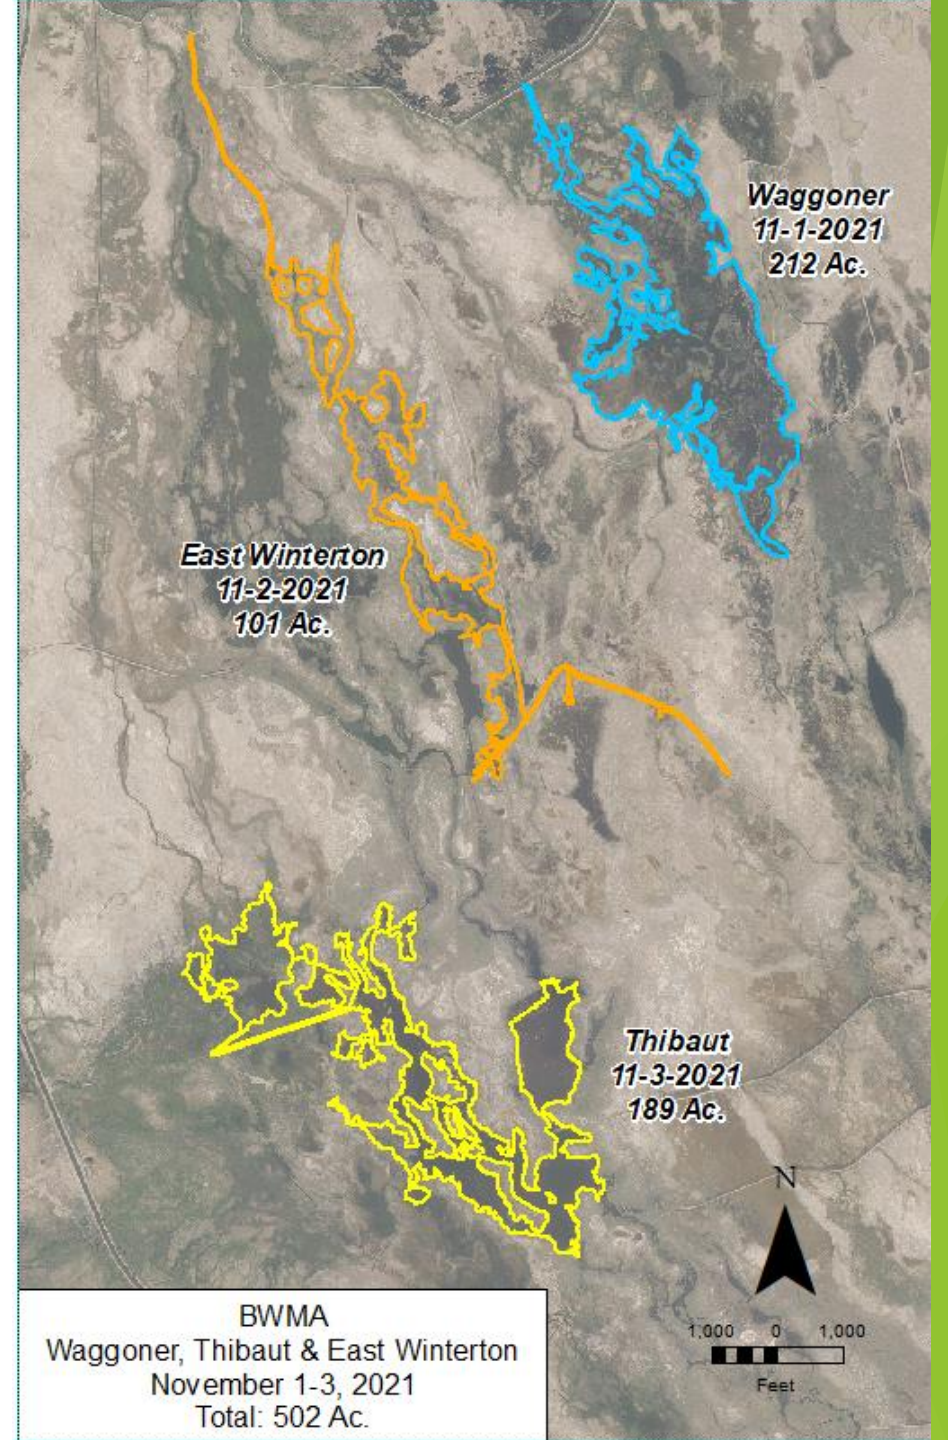 Waggoner
11-1-2021
212 Ac.
East Winterton
11-2-2021
101 Ac.
Thibaut
11-3-2021
189 Ac.
N
1,000 0 1,000
Feet
BWMA
Waggoner, Thibaut & East Winterton
November 1-3, 2021
Total: 502 Ac.